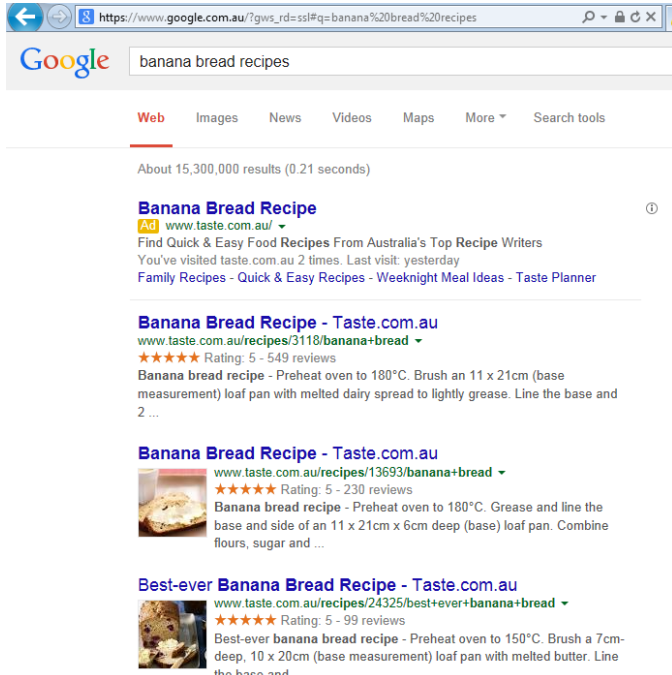 https://www.google.com.au/?gws_rd=ssl#q=banana%20bread%20recipes
Google banana bread recipes
Web Images News Videos Maps More Search tools
About 15,300,000 results (0.21 seconds)
Banana Bread Recipe
Ad www.taste.com.au/
Find Quick & Easy Food Recipes From Australia's Top Recipe Writers
You've visited taste.com.au 2 times. Last visit: yesterday
Family Recipes - Quick & Easy Recipes - Weeknight Meal Ideas - Taste Planner
Banana Bread Recipe - Taste.com.au
www.taste.com.au/recipes/3118/banana+bread
Rating: 5 - 549 reviews
Banana bread recipe - Preheat oven to 180°C. Brush an 11 x 21cm (base
measurement) loaf pan with melted dairy spread to lightly grease. Line the base and
2 ...
Banana Bread Recipe - Taste.com.au
www.taste.com.au/recipes/13693/banana+bread
Rating: 5 - 230 reviews
Banana bread recipe - Preheat oven to 180°C. Grease and line the
base and side of an 11 x 21cm x 6cm deep (base) loaf pan. Combine
flours, sugar and ...
Best-ever Banana Bread Recipe - Taste.com.au
www.taste.com.au/recipes/24325/best+ever+banana+bread
Rating: 5 - 99 reviews
Best-ever banana bread recipe - Preheat oven to 150°C. Brush a 7cm-
deep, 10 x 20cm (base measurement) loaf pan with melted butter. Line
the base and